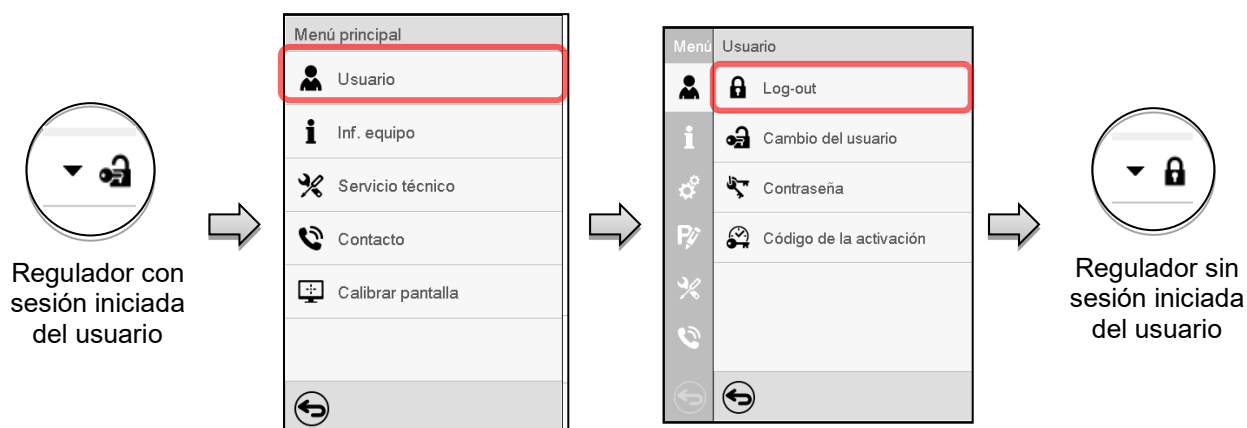 Regulador con
sesión iniciada
del usuario
Menú principal
Usuario
Inf. equipo
Servicio técnico
Contacto
Calibrar pantalla
Menú
Usuario
Log-out
Cambio del usuario
Contraseña
Código de la activación
Regulador sin
sesión iniciada
del usuario